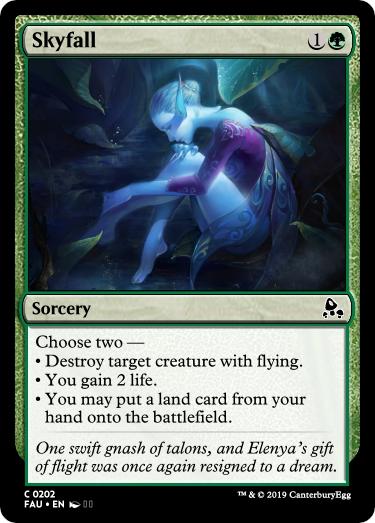 Skyfall 1
Sorcery
Choose two —
• Destroy target creature with flying.
• You gain 2 life.
• You may put a land card from your
hand onto the battlefield.
One swift gnash of talons, and Elenya's gift
of flight was once again resigned to a dream.
C 0202
FAU • EN ™ & © 2019 CanterburyEgg